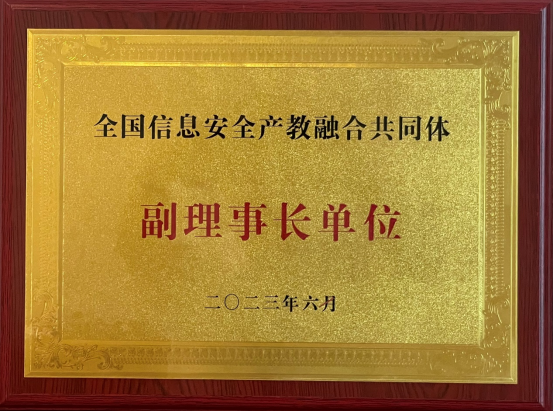 全国信息安全产教融合共同体
副理事长单位
二〇二三年六月